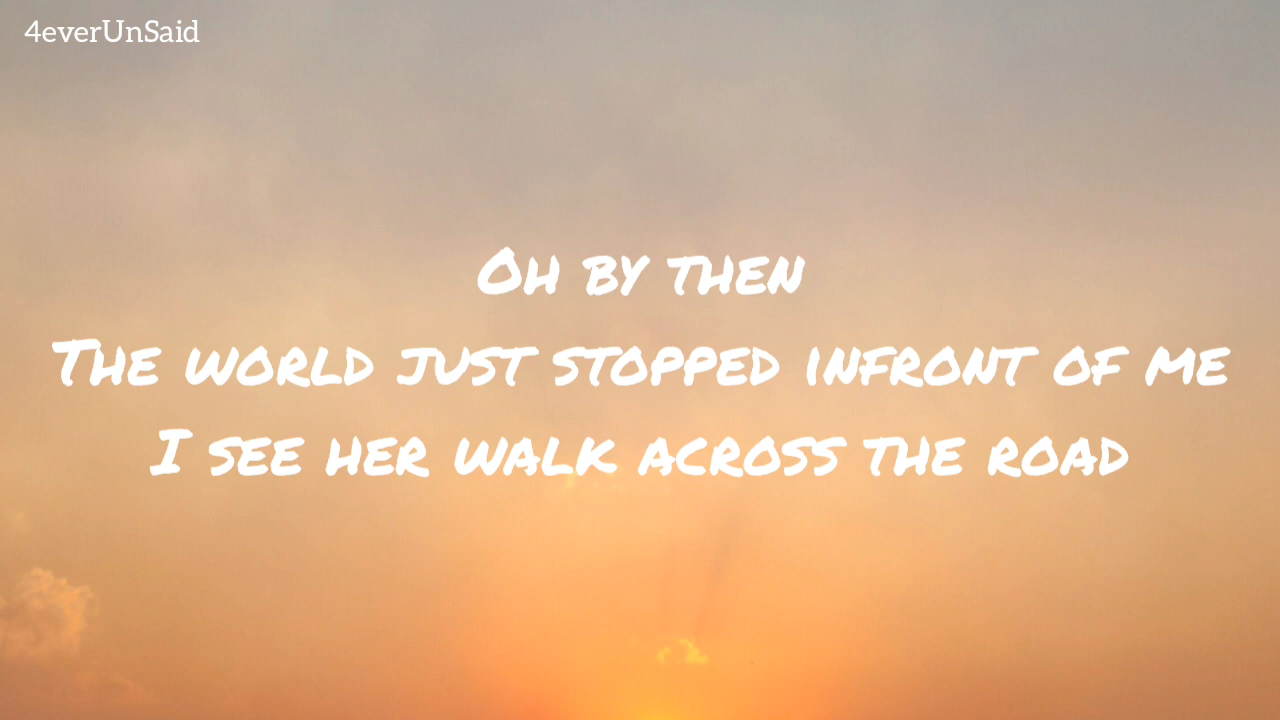 4everUnSaid
Oh by then
The world just stopped infront of me
I see her walk across the road